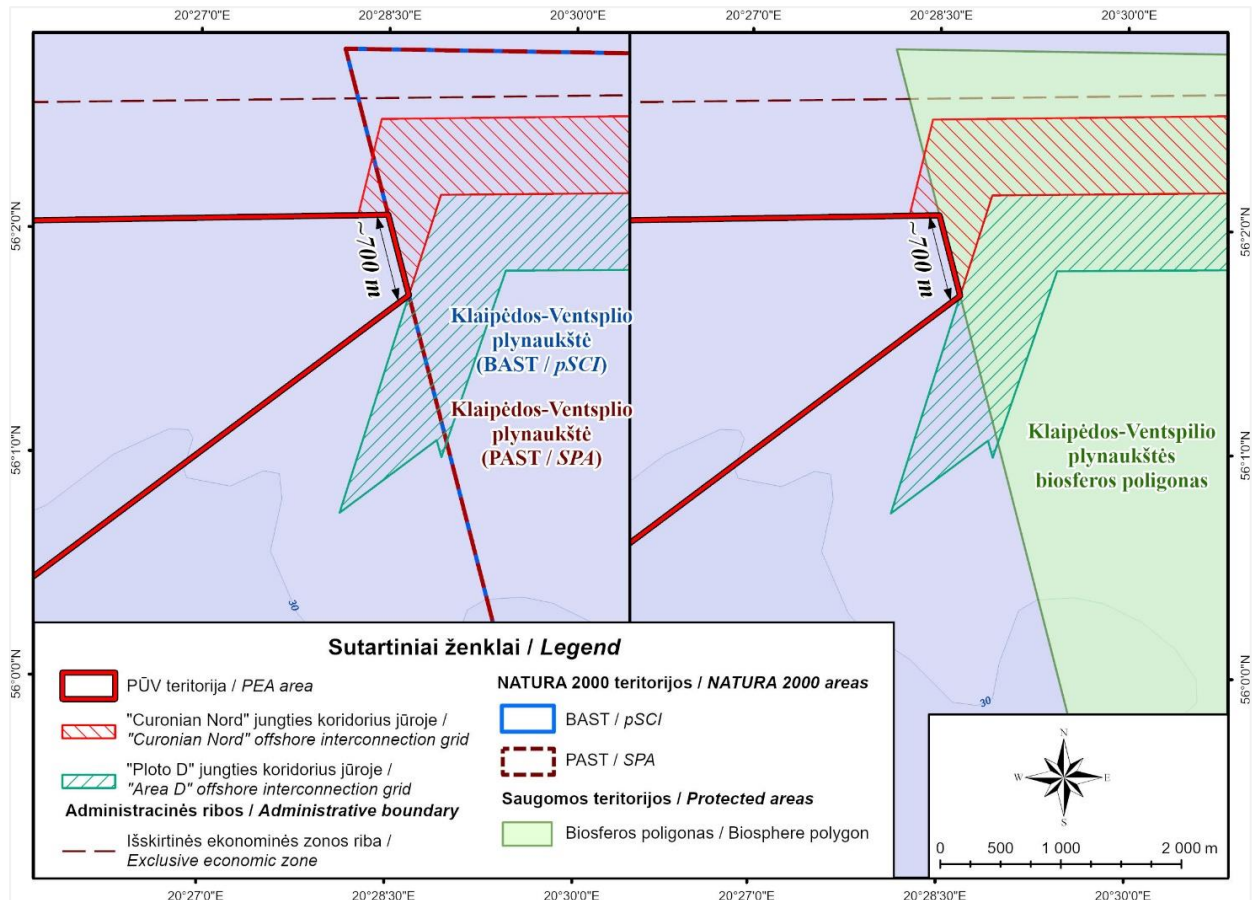 20°27'0"E 20°28'30"E 20°30'0"E 20°27'0"E 20°28'30"E 20°30'0"E
56°2'0"N
56°2'0"N
~700 m
~700 m
Klaipėdos-Ventsplio
plynaukštė
(BAST / pSCI)
Klaipėdos-Ventsplio
plynaukštė
(PAST / SPA)
Klaipėdos-Ventspilio
plynaukštės
biosferos poligonas
56°1'0"N
56°1'0"N
30
30
56°0'0"N
56°0'0"N
Sutartiniai ženklai / Legend
PŪV teritorija / PEA area
"Curonian Nord" jungties koridorius jūroje /
"Curonian Nord" offshore interconnection grid
"Ploto D" jungties koridorius jūroje /
"Area D" offshore interconnection grid
Administracinės ribos / Administrative boundary
Išskirtinės ekonominės zonos riba /
Exclusive economic zone
NATURA 2000 teritorijos / NATURA 2000 areas
BAST / pSCI
PAST / SPA
Saugomos teritorijos / Protected areas
Biosferos poligonas / Biosphere polygon
N
W E
S
0 500 1 000 2 000 m
20°27'0"E 20°28'30"E 20°30'0"E 20°27'0"E 20°28'30"E 20°30'0"E